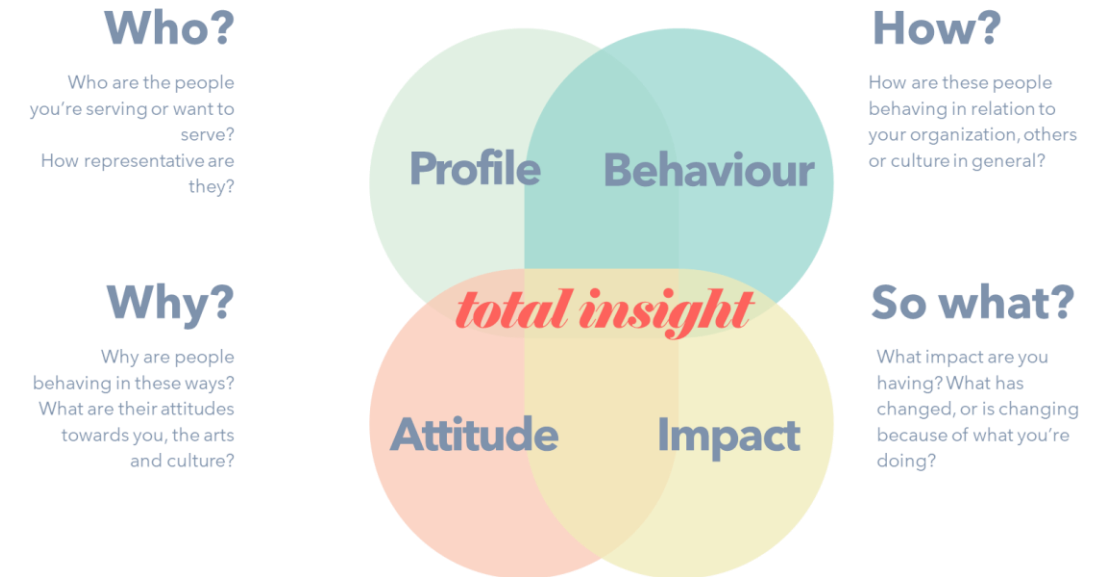 Who?
Who are the people
you're serving or want to
serve?
How representative are
they?
How?
How are these people
behaving in relation to
your organization, others
or culture in general?
Profile
Behaviour
total insight
Why?
Why are people
behaving in these ways?
What are their attitudes
towards you, the arts
and culture?
So what?
What impact are you
having? What has
changed, or is changing
because of what you're
doing?
Attitude
Impact